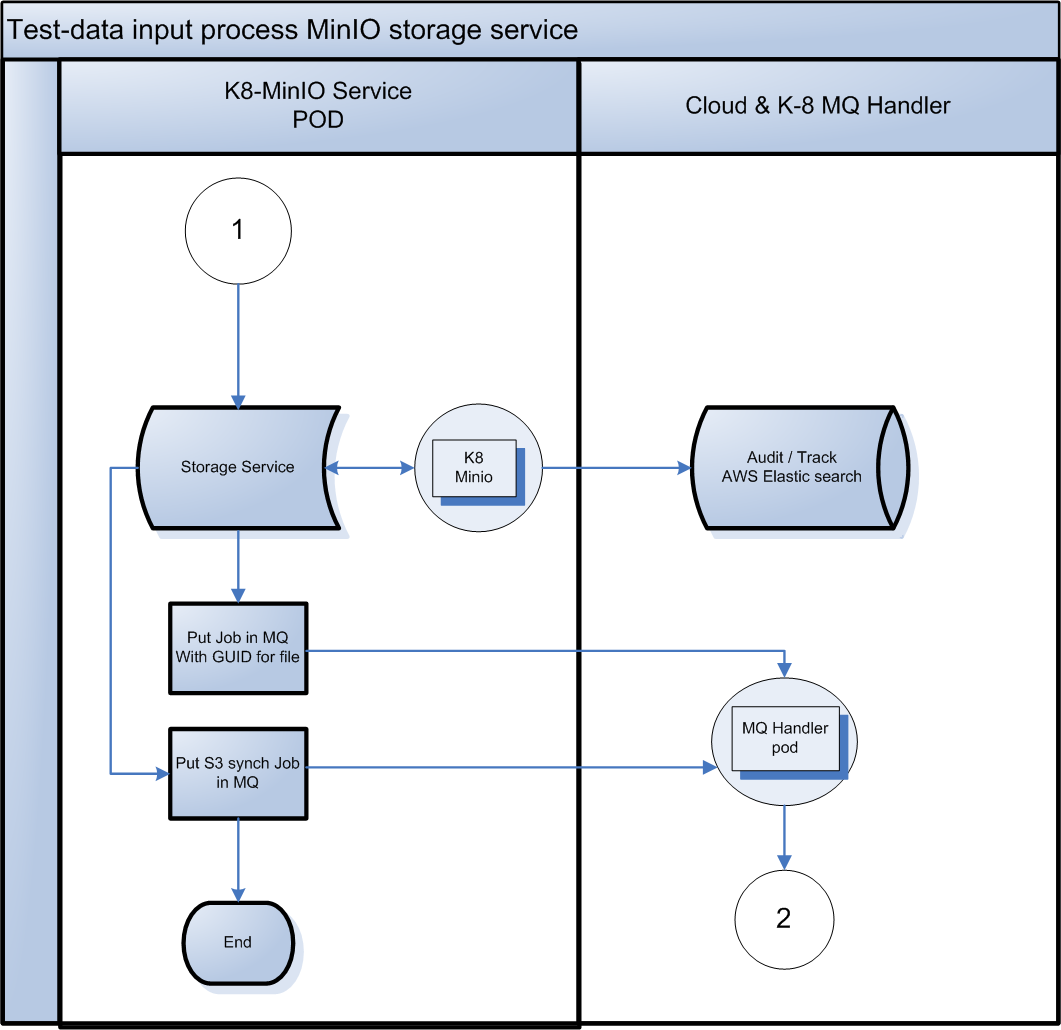 Test-data input process MinIO storage service
K8-MinIO Service
POD
Cloud & K-8 MQ Handler
1
Storage Service
K8
Minio
Audit / Track
AWS Elastic search
Put Job in MQ
With GUID for file
MQ Handler
pod
Put S3 synch Job
in MQ
End
2